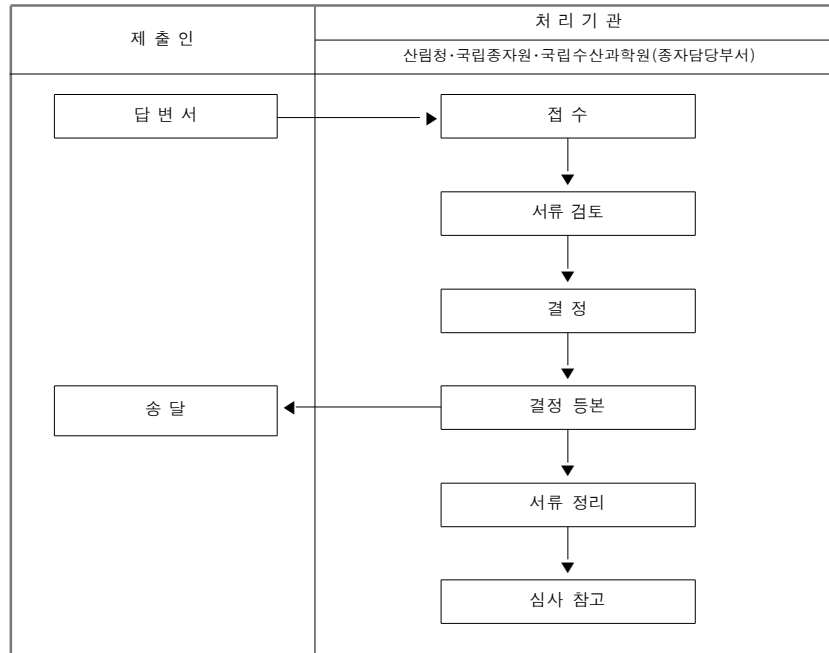 제 출 인
처 리 기 관
산림청·국립종자원·국립수산과학원(종자담당부서)
답 변 서
접 수
서류 검토
결 정
송 달
결정 등본
서류 정리
심사 참고